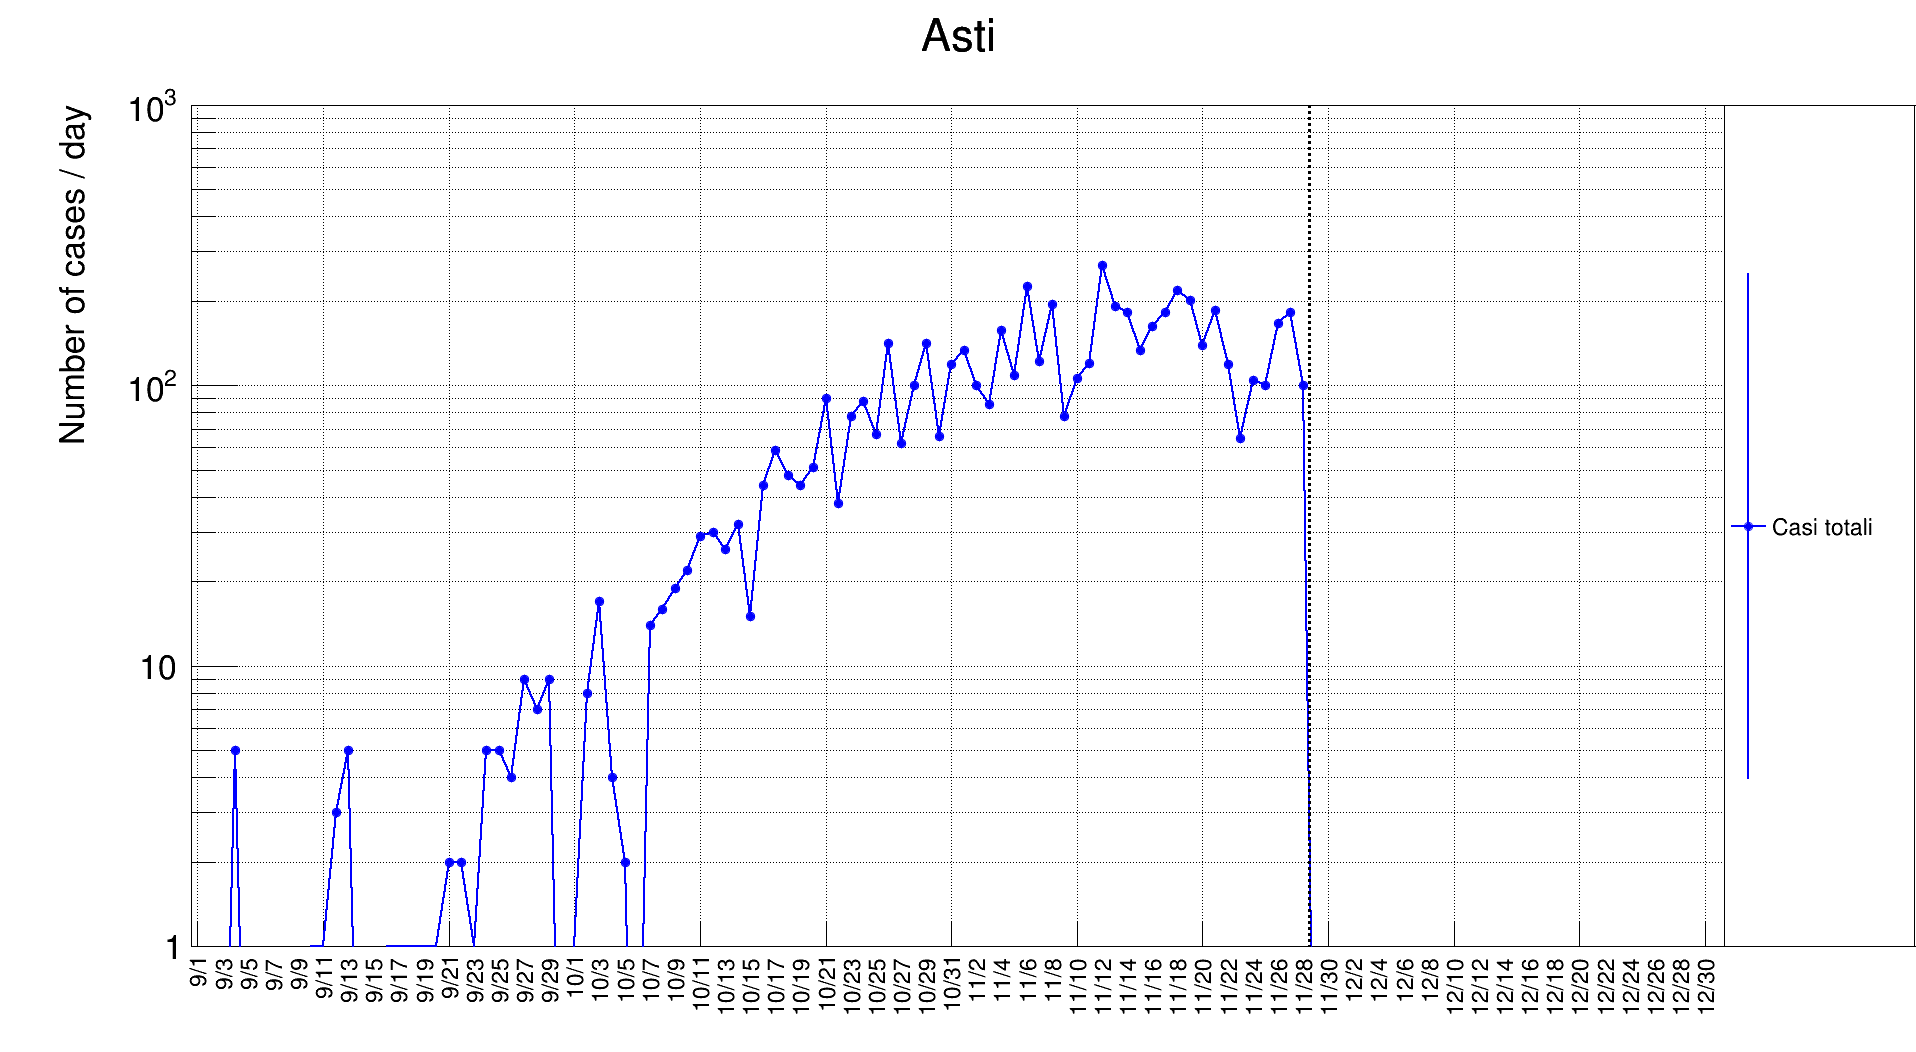 Asti
Number of cases / day
10³
10²
10
1
9/1 9/3 9/5 9/7 9/9 9/11 9/13 9/15 9/17 9/19 9/21 9/23 9/25 9/27 9/29 10/1 10/3 10/5 10/7 10/9 10/11 10/13 10/15 10/17 10/19 10/21 10/23 10/25 10/27 10/29 10/31 11/2 11/4 11/6 11/8 11/10 11/12 11/14 11/16 11/18 11/20 11/22 11/24 11/26 11/28 11/30 12/2 12/4 12/6 12/8 12/10 12/12 12/14 12/16 12/18 12/20 12/22 12/24 12/26 12/28 12/30
Casi totali